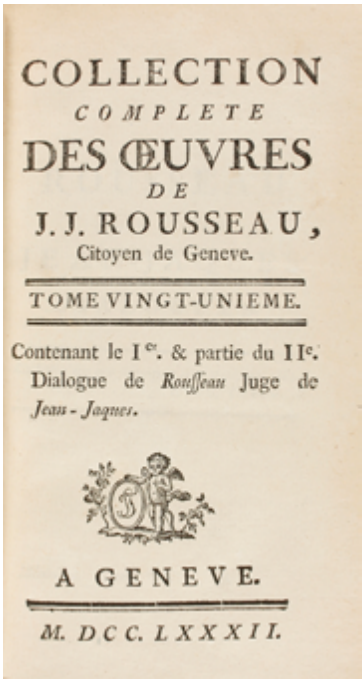 COLLECTION
COMPLETE
DES ŒUVRES
DE
J. J. ROUSSEAU,
Citoyen de Geneve.
TOME VINGT-UNIEME.
Contenant le Ier. & partie du IIe.
Dialogue de Rouſſeau Juge de
Jean-Jaques.
A GENEVE.
M. DCC. LXXXII.